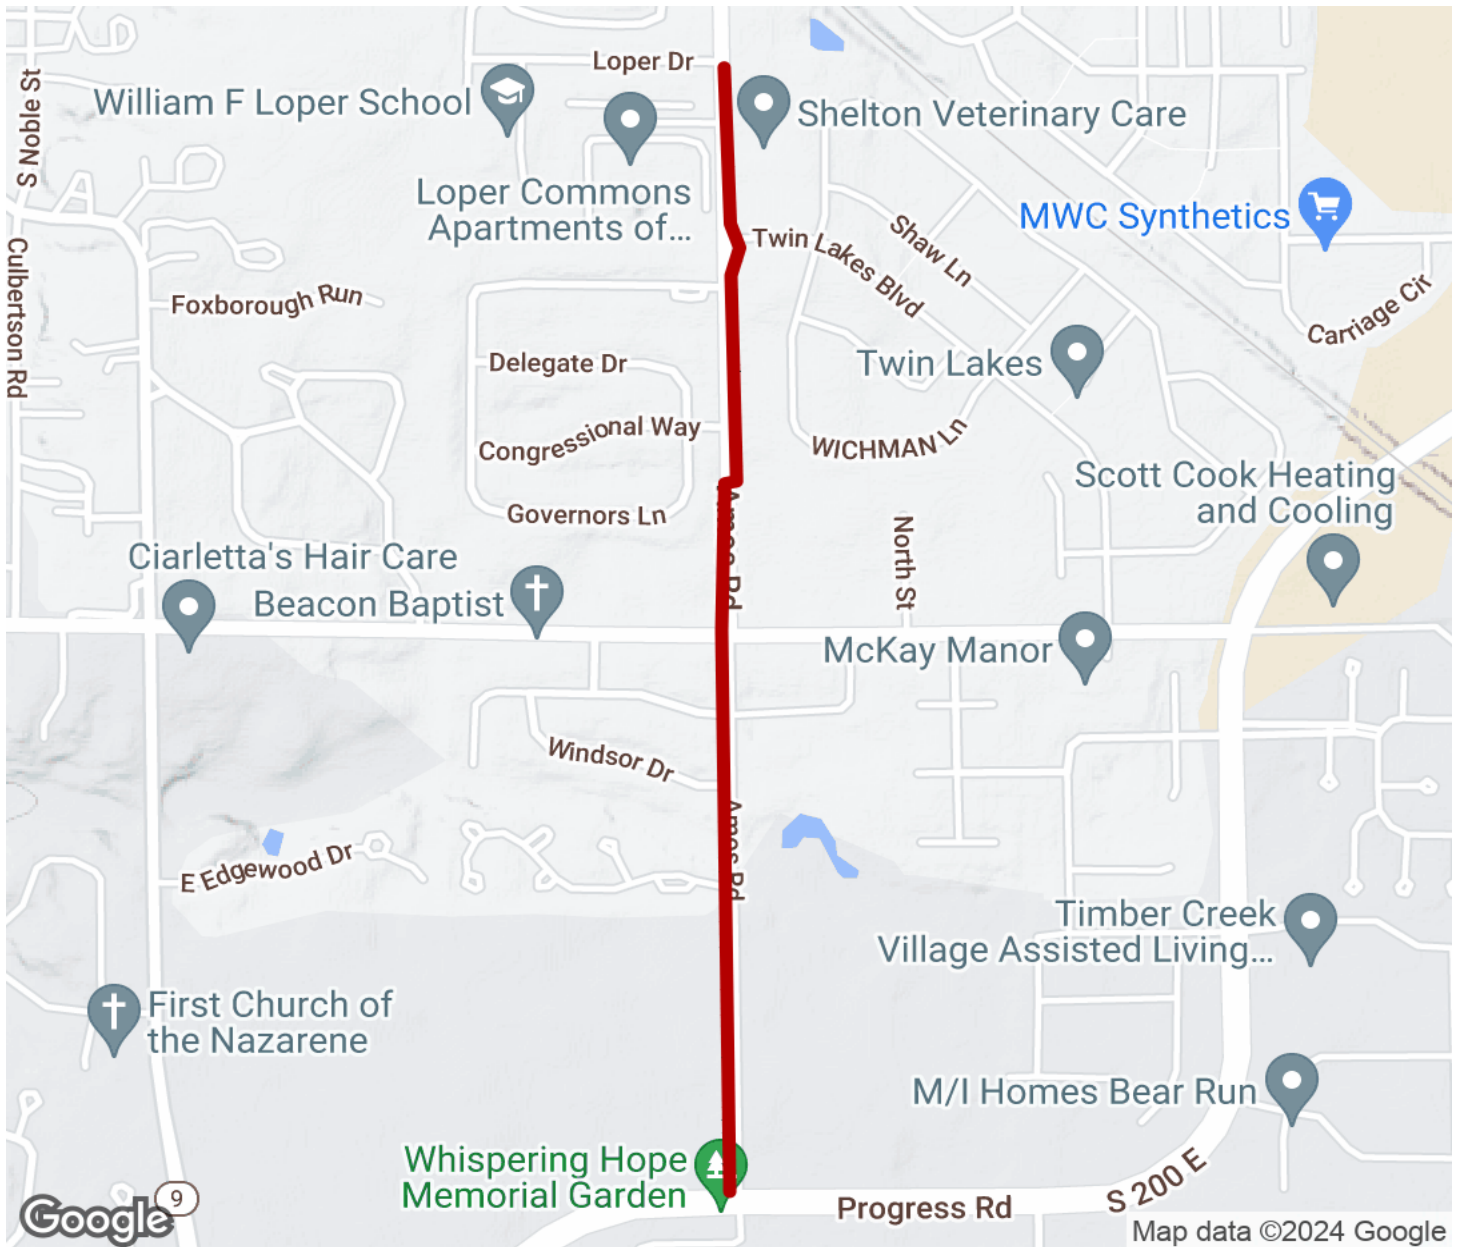 Loper Dr
S Noble St
William F Loper School
Shelton Veterinary Care
Loper Commons
Apartments of...
MWC Synthetics
Shaw Ln
Twin Lakes Blvd
Culbertson Rd
Foxborough Run
Carriage Cir
Delegate Dr
Twin Lakes
Congressional Way
WICHMAN Ln
Scott Cook Heating
and Cooling
Governors Ln
Amos Rd
North St
Ciarletta's Hair Care
Beacon Baptist
McKay Manor
Windsor Dr
Amos Rd
E Edgewood Dr
Timber Creek
Village Assisted Living...
First Church of
the Nazarene
M/I Homes Bear Run
Whispering Hope
Memorial Garden
S 200 E
Progress Rd
9
Google
Map data ©2024 Google